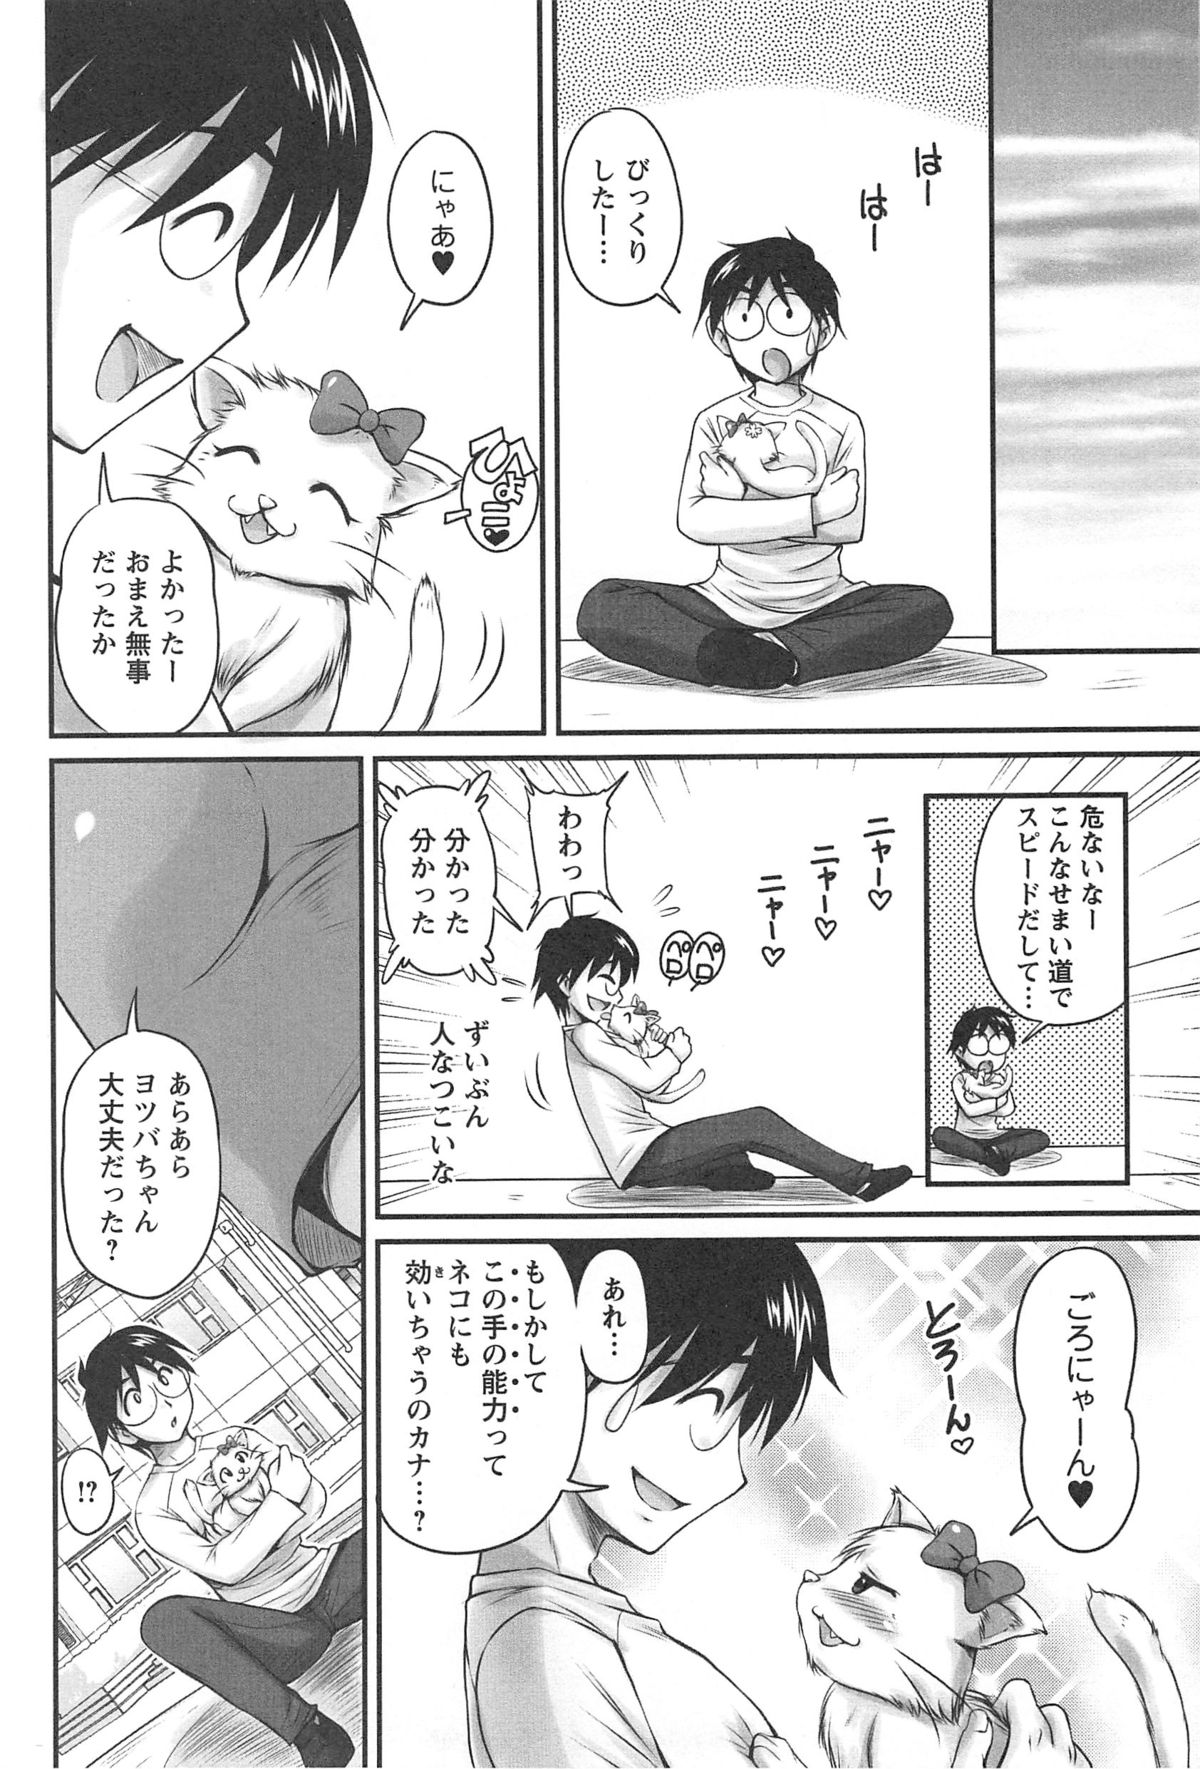 はー
はー
びっくり
したー…
にゃあ♥
ひょこ♥
よかったー
おまえ無事
だったか
危ないなー
こんなせまい道で
スピードだして…
ニャー♡
ニャー♡
ニャー♡
ペロ
ペロ
わわっ
分かった
分かった
ずいぶん
人なつこいな
ごろにゃーん♥
とろーん♡
あれ…
もしかして
この手の能力って
ネコにも
効いちゃうのカナ…?
き
あらあら
ヨツバちゃん
大丈夫だった?
!?